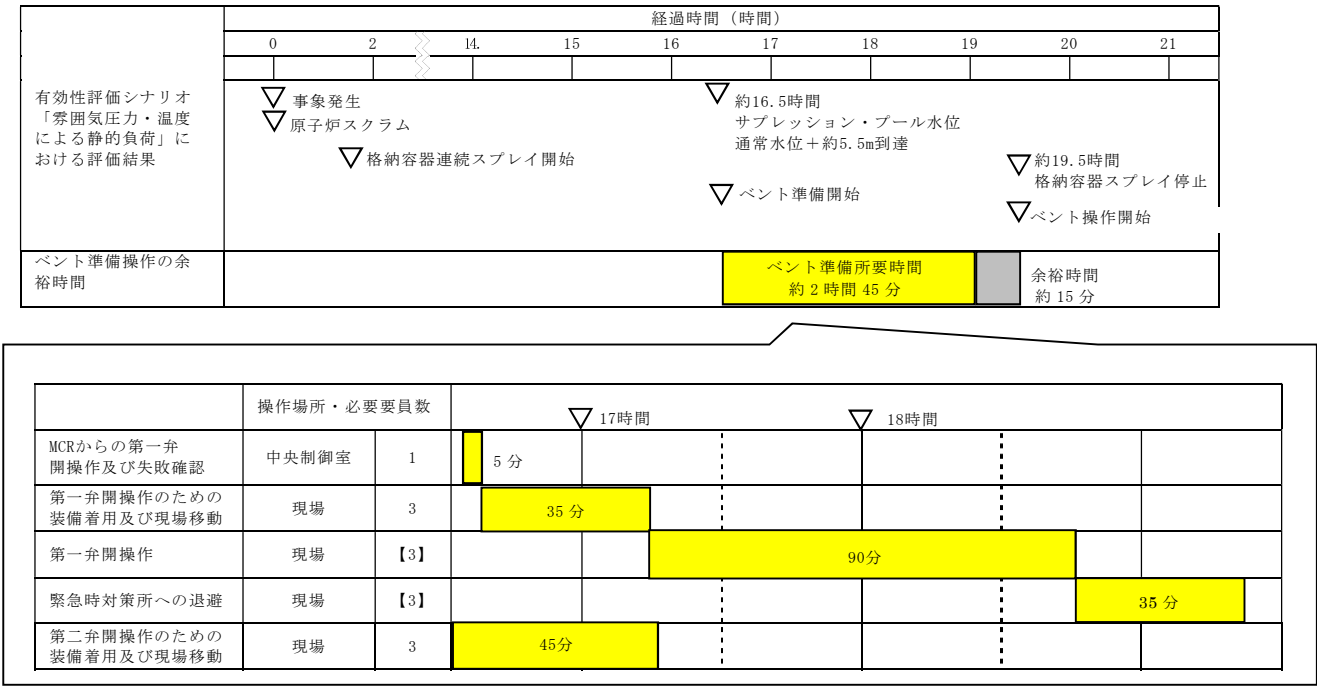 経過時間 (時間)
0 2 14. 15 16 17 18 19 20 21
有効性評価シナリオ
「雰囲気圧力・温度
による静的負荷」に
おける評価結果
▽ 事象発生
▽ 原子炉スクラム
▽ 格納容器連続スプレイ開始
▽ 約16.5時間
サプレッション・プール水位
通常水位＋約5.5m到達
▽ ベント準備開始
▽ 約19.5時間
格納容器スプレイ停止
▽ ベント操作開始
ベント準備操作の余
裕時間
ベント準備所要時間
約 2 時間 45 分
余裕時間
約 15 分
操作場所・必要要員数
▽ 17時間
▽ 18時間
MCRからの第一弁
開操作及び失敗確認
中央制御室
1
5 分
第一弁開操作のための
装備着用及び現場移動
現場
3
35 分
第一弁開操作
現場
【3】
90分
緊急時対策所への退避
現場
【3】
35 分
第二弁開操作のための
装備着用及び現場移動
現場
3
45分